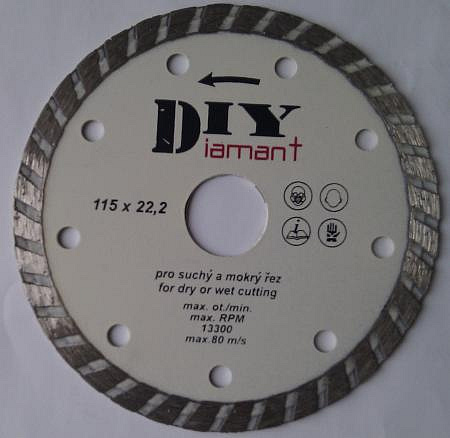 DIY
Diamant
115 x 22,2
pro suchý a mokrý řez
for dry or wet cutting
max. ot./min.
max. RPM
13300
max.80 m/s